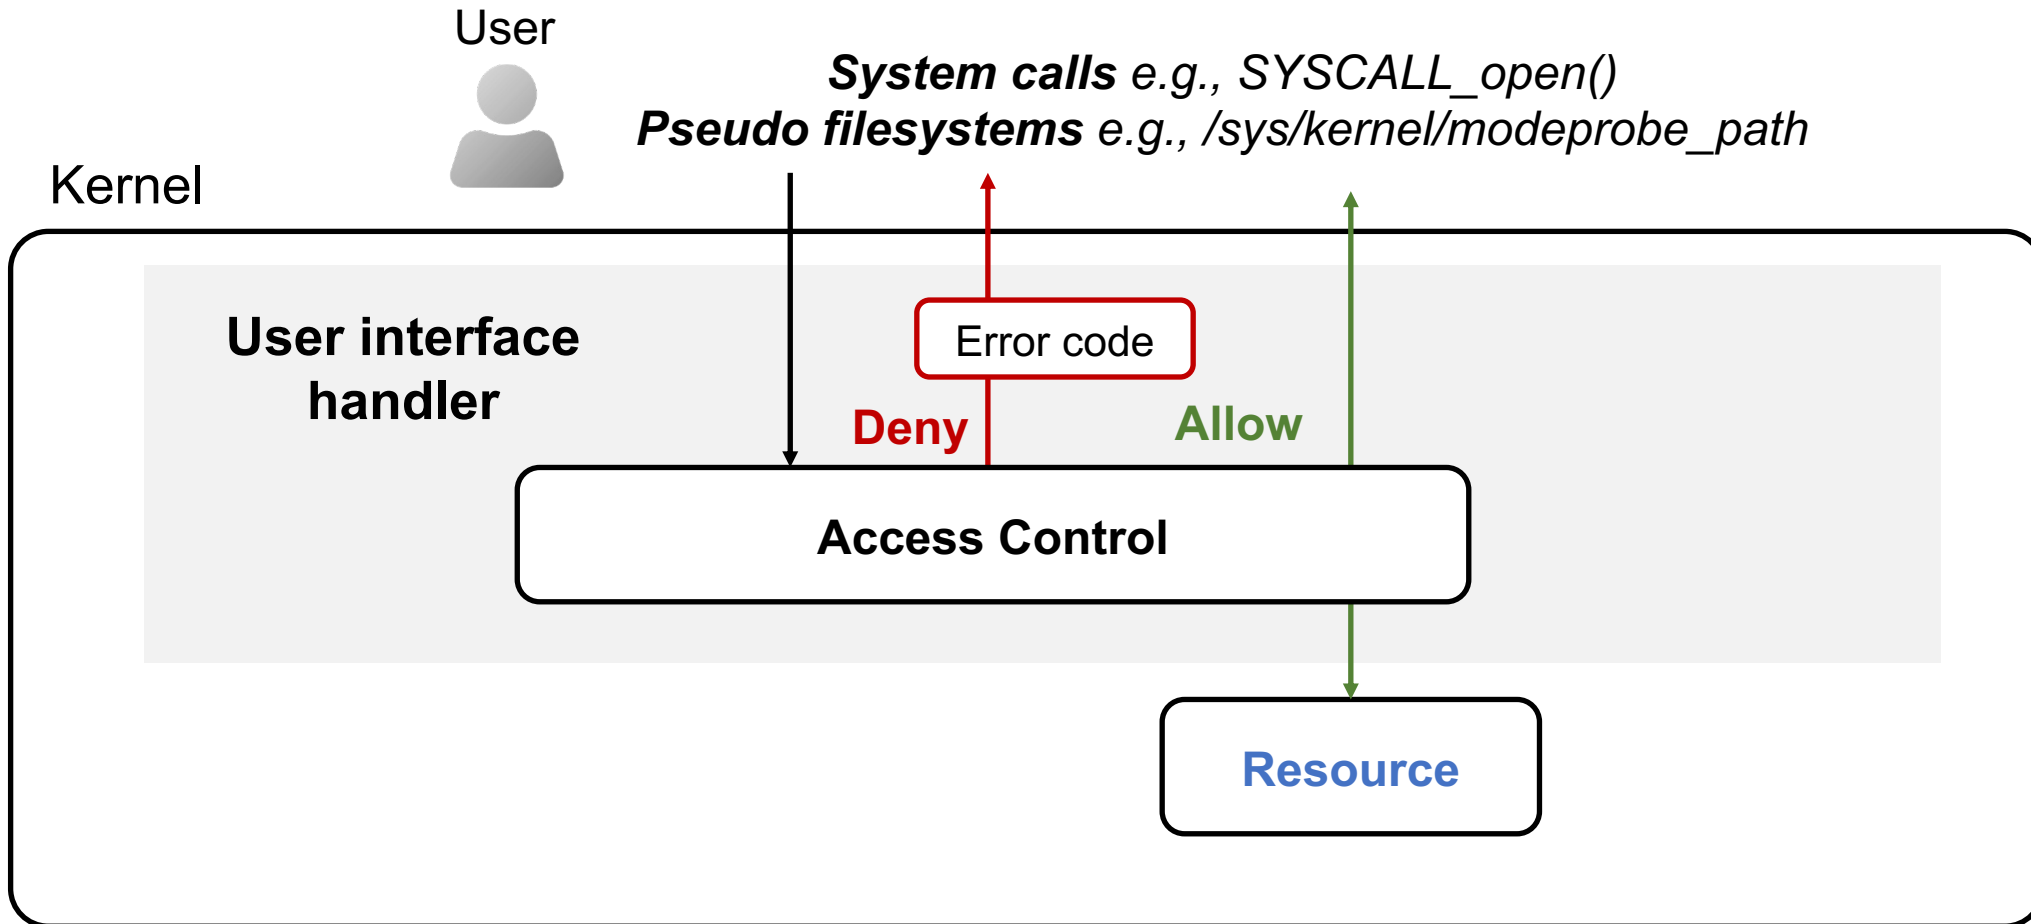 User
System calls e.g., SYSCALL_open()
Pseudo filesystems e.g., /sys/kernel/modeprobe_path
Kernel
User interface
handler
Error code
Deny
Allow
Access Control
Resource